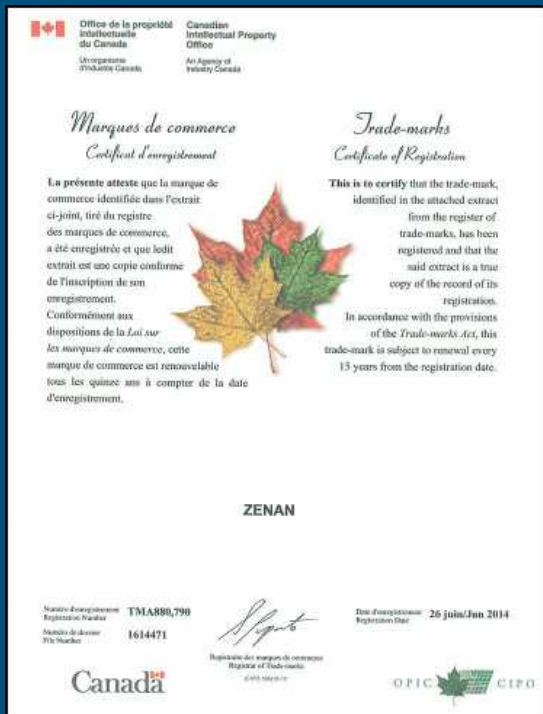 Office de la propriété
intellectuelle
du Canada
Un organisme
d'Industrie Canada
Canadian
Intellectual Property
Office
An Agency of
Industry Canada
Marques de commerce
Certificat d'enregistrement
La présente atteste que la marque de
commerce identifiée dans l'extrait
ci-joint, tiré du registre
des marques de commerce,
a été enregistrée et que ledit
extrait est une copie conforme
de l'inscription de son
enregistrement.
Conformément aux
dispositions de la Loi sur
les marques de commerce, cette
marque de commerce est renouvelable
tous les quinze ans à compter de la date
d'enregistrement.
Trade-marks
Certificate of Registration
This is to certify that the trade-mark,
identified in the attached extract
from the register of
trade-marks, has been
registered and that the
said extract is a true
copy of the record of its
registration.
In accordance with the provisions
of the Trade-marks Act, this
trade-mark is subject to renewal every
15 years from the registration date.
ZENAN
Numéro d'enregistrement
Registration Number
TMA880,790
Numéro de dossier
File Number
1614471
Registraire des marques de commerce
Registrar of Trade-marks
Date d'enregistrement
Registration Date
26 juin/Jun 2014
Canada
OPIC CIPO